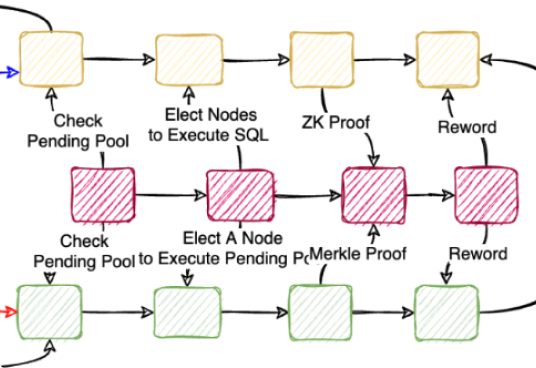 Check
Pending Pool
Elect Nodes
to Execute SQL
ZK Proof
Reword
Check
Pending Pool
Elect A Node
to Execute Pending
Merkle Proof
Reword